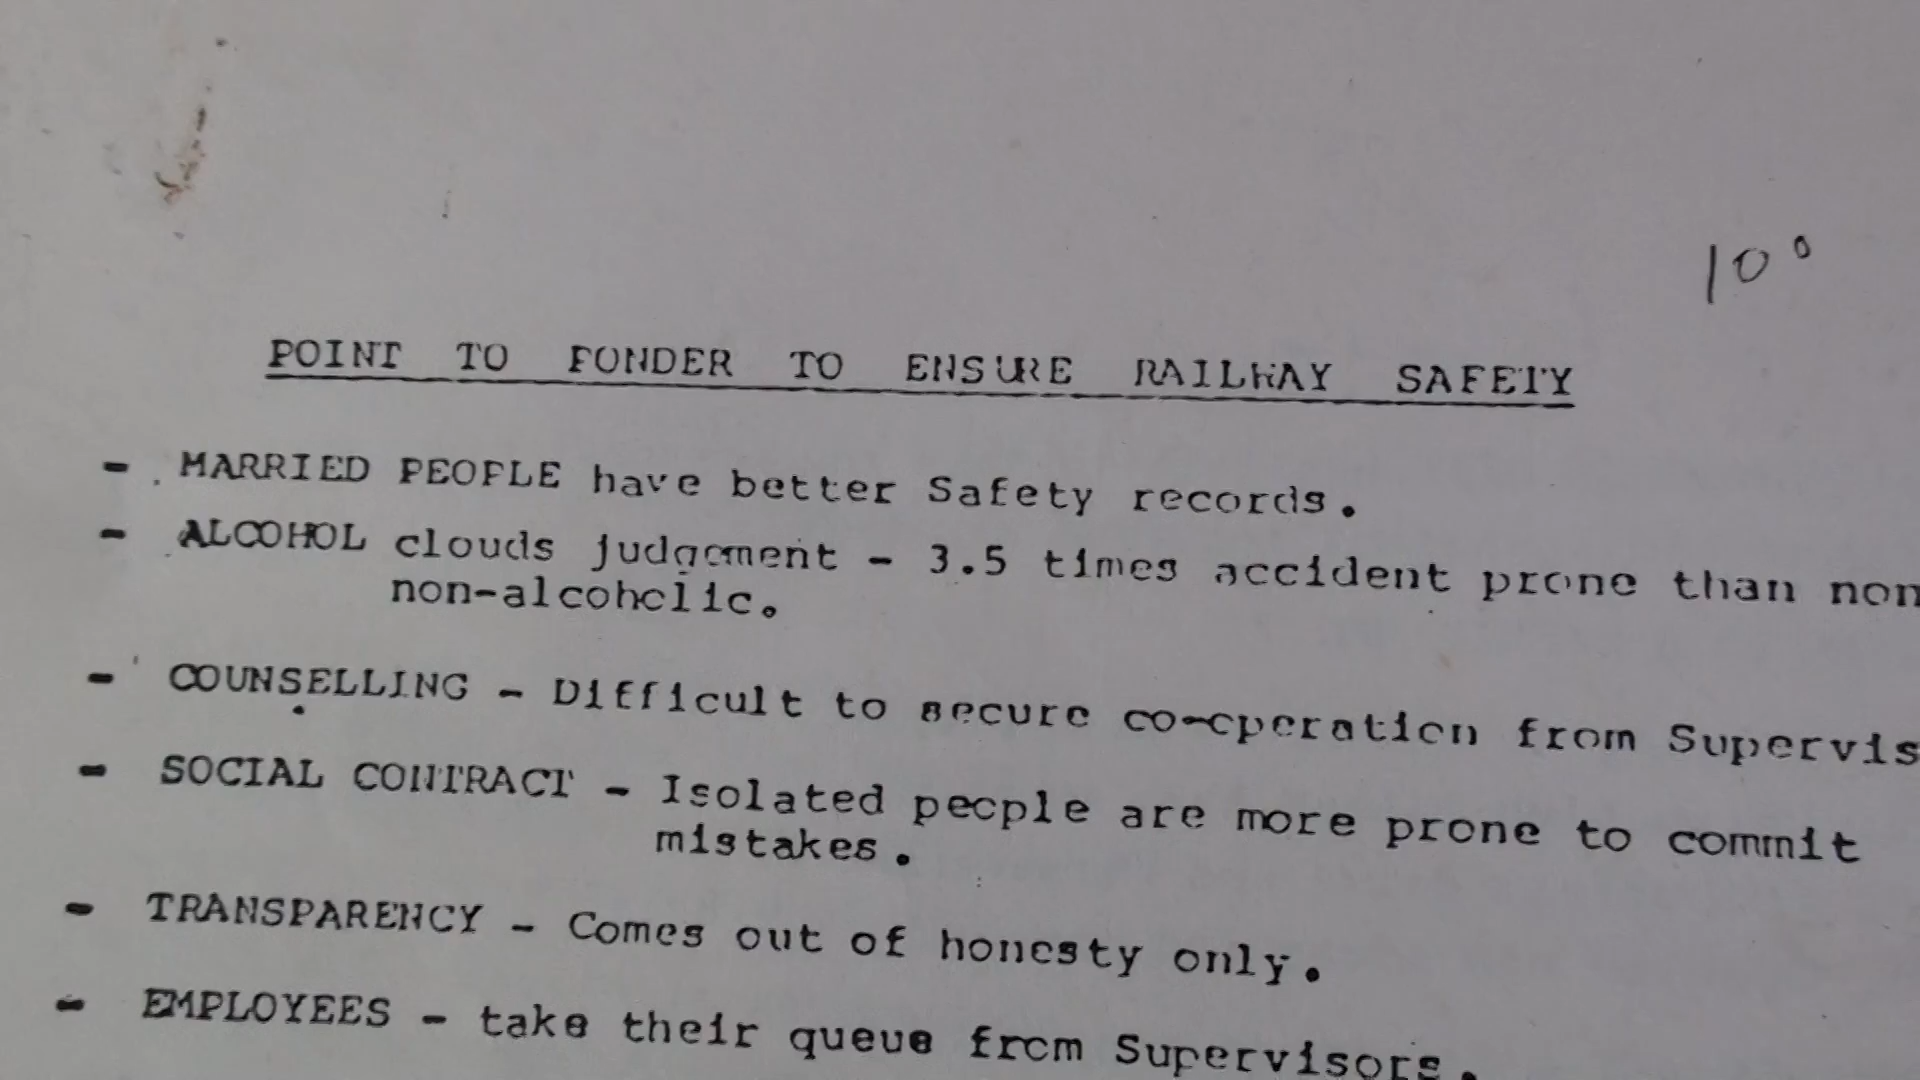 10°
POINT TO PONDER TO ENSURE RAILWAY SAFETY
- MARRIED PEOPLE have better Safety records.
- ALCOHOL clouds judgement - 3.5 times accident prone than non
non-alcoholic.
- COUNSELLING - Difficult to secure co-operation from Supervis
- SOCIAL CONTRACT - Isolated people are more prone to commit
mistakes.
- TRANSPARENCY - Comes out of honesty only.
- EMPLOYEES - take their queue from Supervisors.